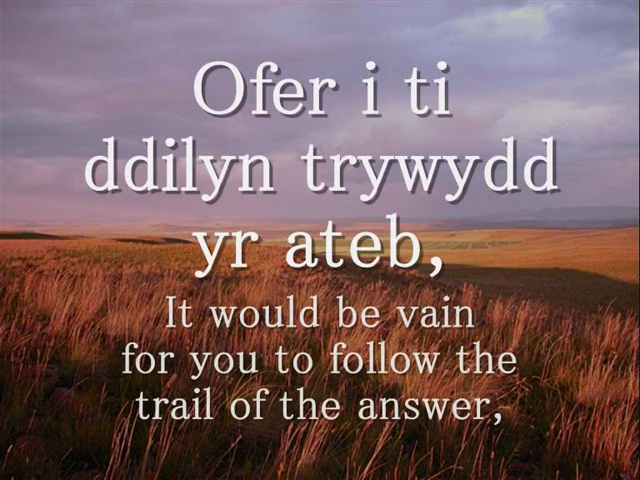 Ofer i ti
ddilyn trywydd
yr ateb,
It would be vain
for you to follow the
trail of the answer,